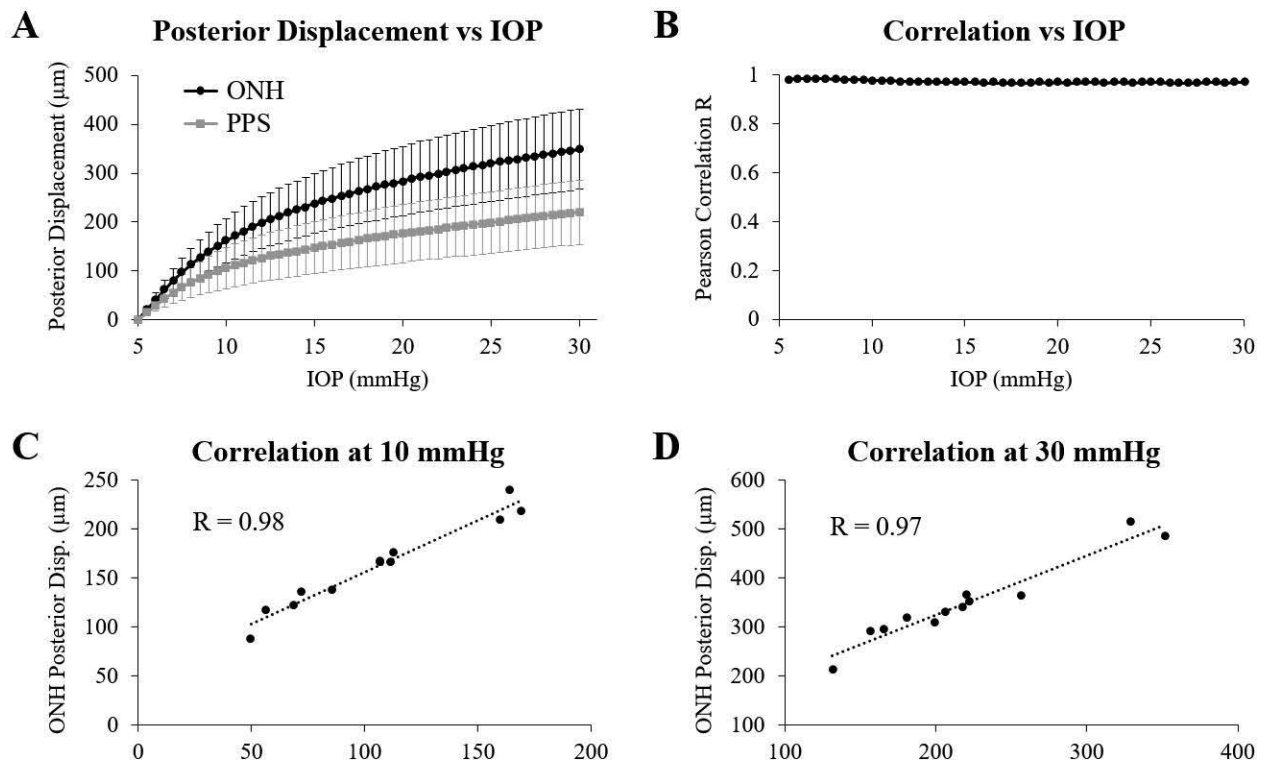 A
Posterior Displacement vs IOP
Posterior Displacement (μm)
500
400
300
200
100
0
ONH
PPS
5
10
15
20
25
30
IOP (mmHg)
B
Correlation vs IOP
Pearson Correlation R
1
0.8
0.6
0.4
0.2
0
5
10
15
20
25
30
IOP (mmHg)
C
Correlation at 10 mmHg
ONH Posterior Disp. (μm)
250
200
150
100
50
0
R = 0.98
0
50
100
150
200
D
Correlation at 30 mmHg
ONH Posterior Disp. (μm)
600
500
400
300
200
100
R = 0.97
100
200
300
400